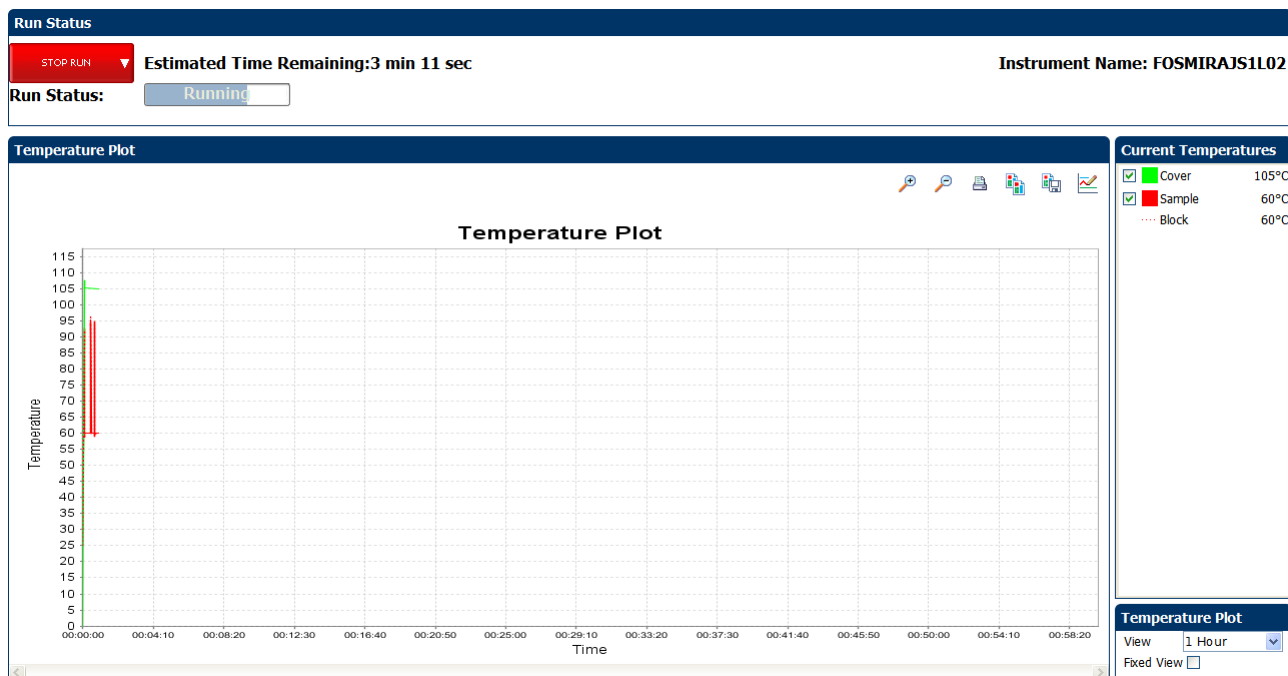 Run Status
STOP RUN
Estimated Time Remaining:3 min 11 sec
Instrument Name: FOSMIRAJS1L02
Run Status:
Running
Temperature Plot
Current Temperatures
Cover 105°C
Sample 60°C
Block 60°C
Temperature Plot
115
110
105
100
95
90
85
80
75
70
65
60
55
50
45
40
35
30
25
20
15
10
5
0
Temperature
00:00:00 00:04:10 00:08:20 00:12:30 00:16:40 00:20:50 00:25:00 00:29:10 00:33:20 00:37:30 00:41:40 00:45:50 00:50:00 00:54:10 00:58:20
Time
Temperature Plot
View 1 Hour
Fixed View